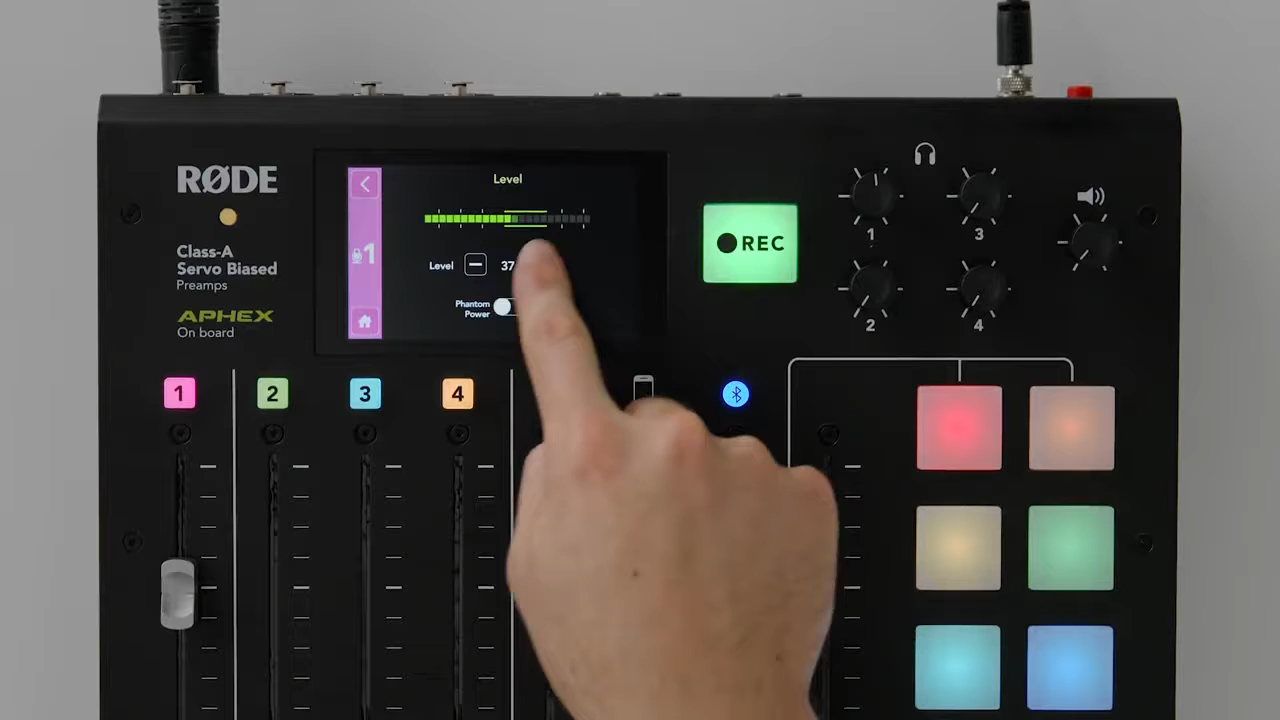 RØDE
Class-A
Servo Biased
Preamps
APHEX
On board
Level
1
Level
37
Phantom
Power
REC
1
3
2
4
1
2
3
4